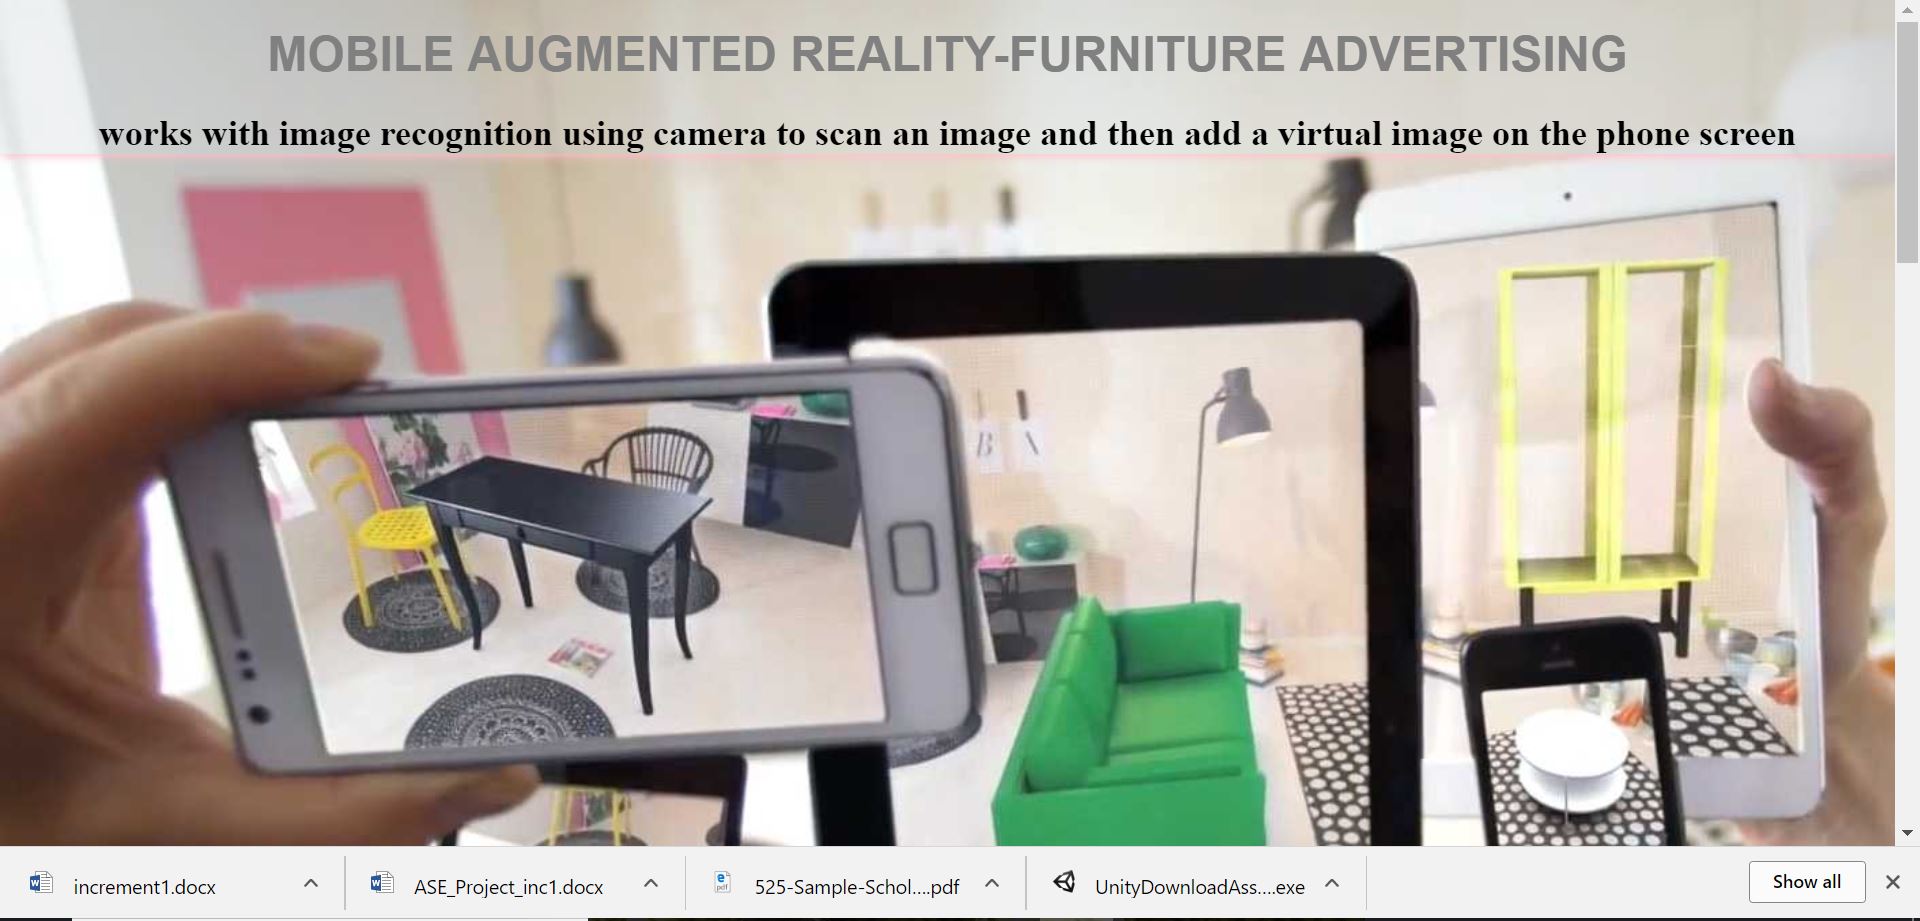 MOBILE AUGMENTED REALITY-FURNITURE ADVERTISING
works with image recognition using camera to scan an image and then add a virtual image on the phone screen
B
increment1.docx
ASE_Project_inc1.docx
525-Sample-Schol....pdf
UnityDownloadAss....exe
Show all